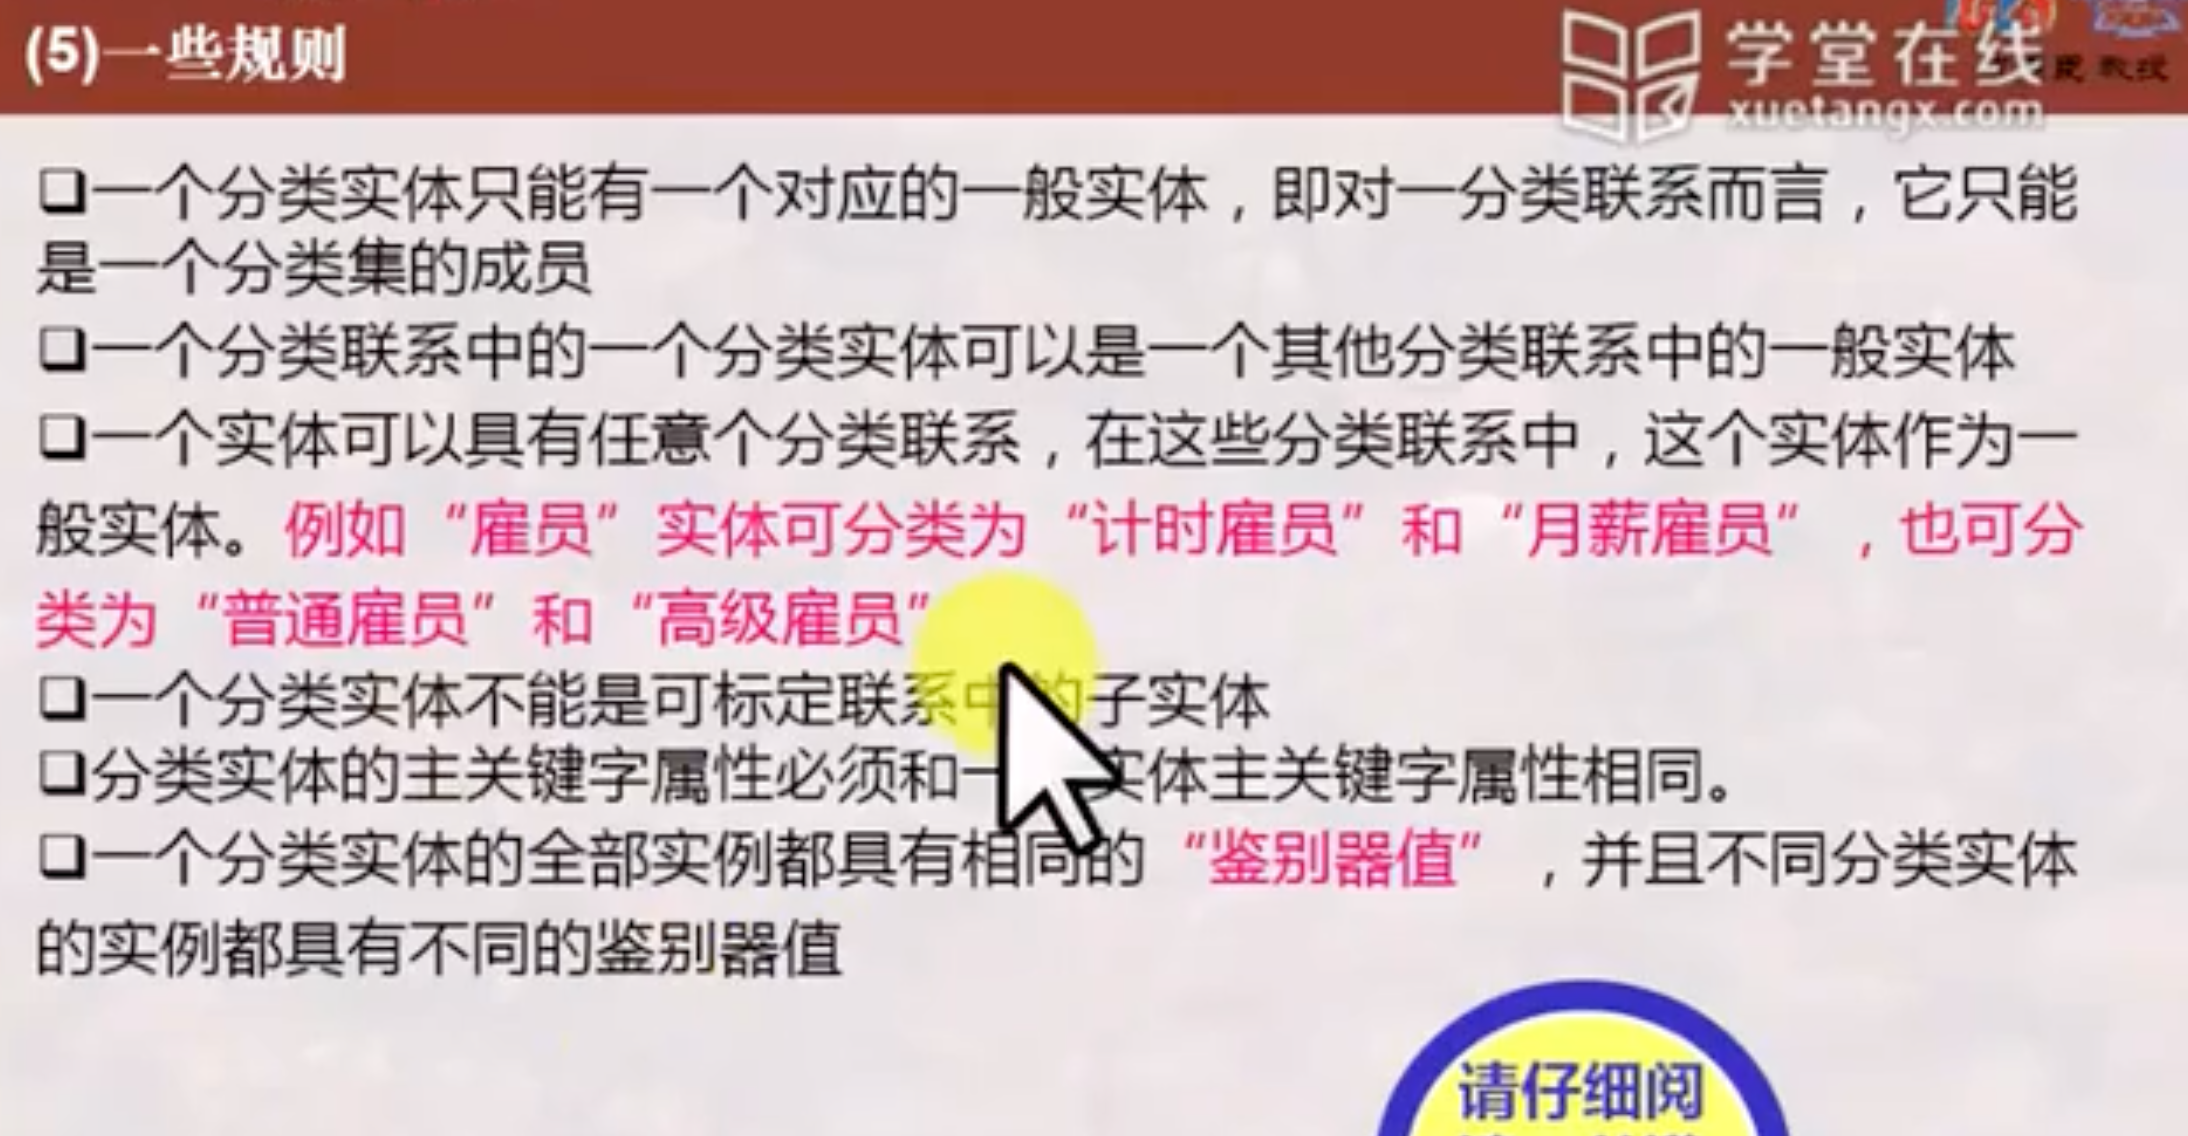 (5)一些规则
学堂在线
教授
xuetangx.com
❑一个分类实体只能有一个对应的一般实体，即对一分类联系而言，它只能
是一个分类集的成员
❑一个分类联系中的一个分类实体可以是一个其他分类联系中的一般实体
❑一个实体可以具有任意个分类联系，在这些分类联系中，这个实体作为一
般实体。例如“雇员”实体可分类为“计时雇员”和“月薪雇员”，也可分
类为“普通雇员”和“高级雇员”
❑一个分类实体不能是可标定联系中的子实体
❑分类实体的主关键字属性必须和一 实体主关键字属性相同。
❑一个分类实体的全部实例都具有相同的“鉴别器值”，并且不同分类实体
的实例都具有不同的鉴别器值
请仔细阅